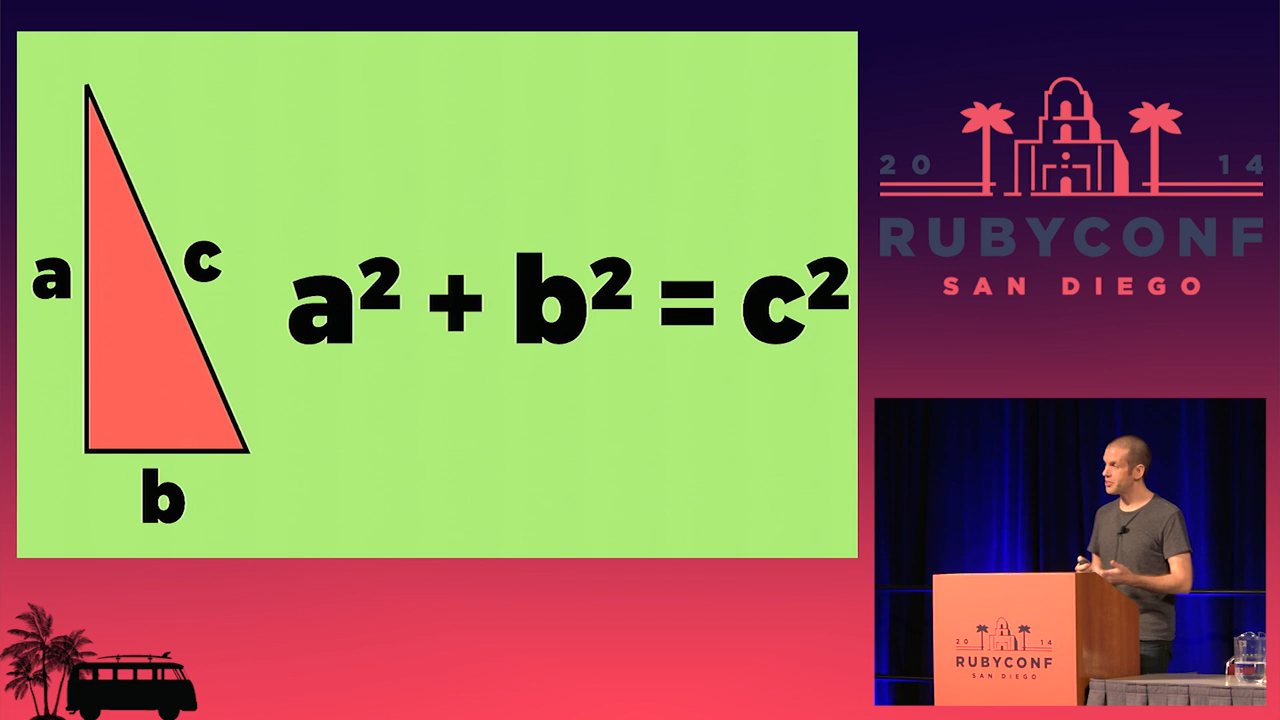 a
c
b
a² + b² = c²
20 14
RUBYCONF
SAN DIEGO
20 14
RUBYCONF
SAN DIEGO